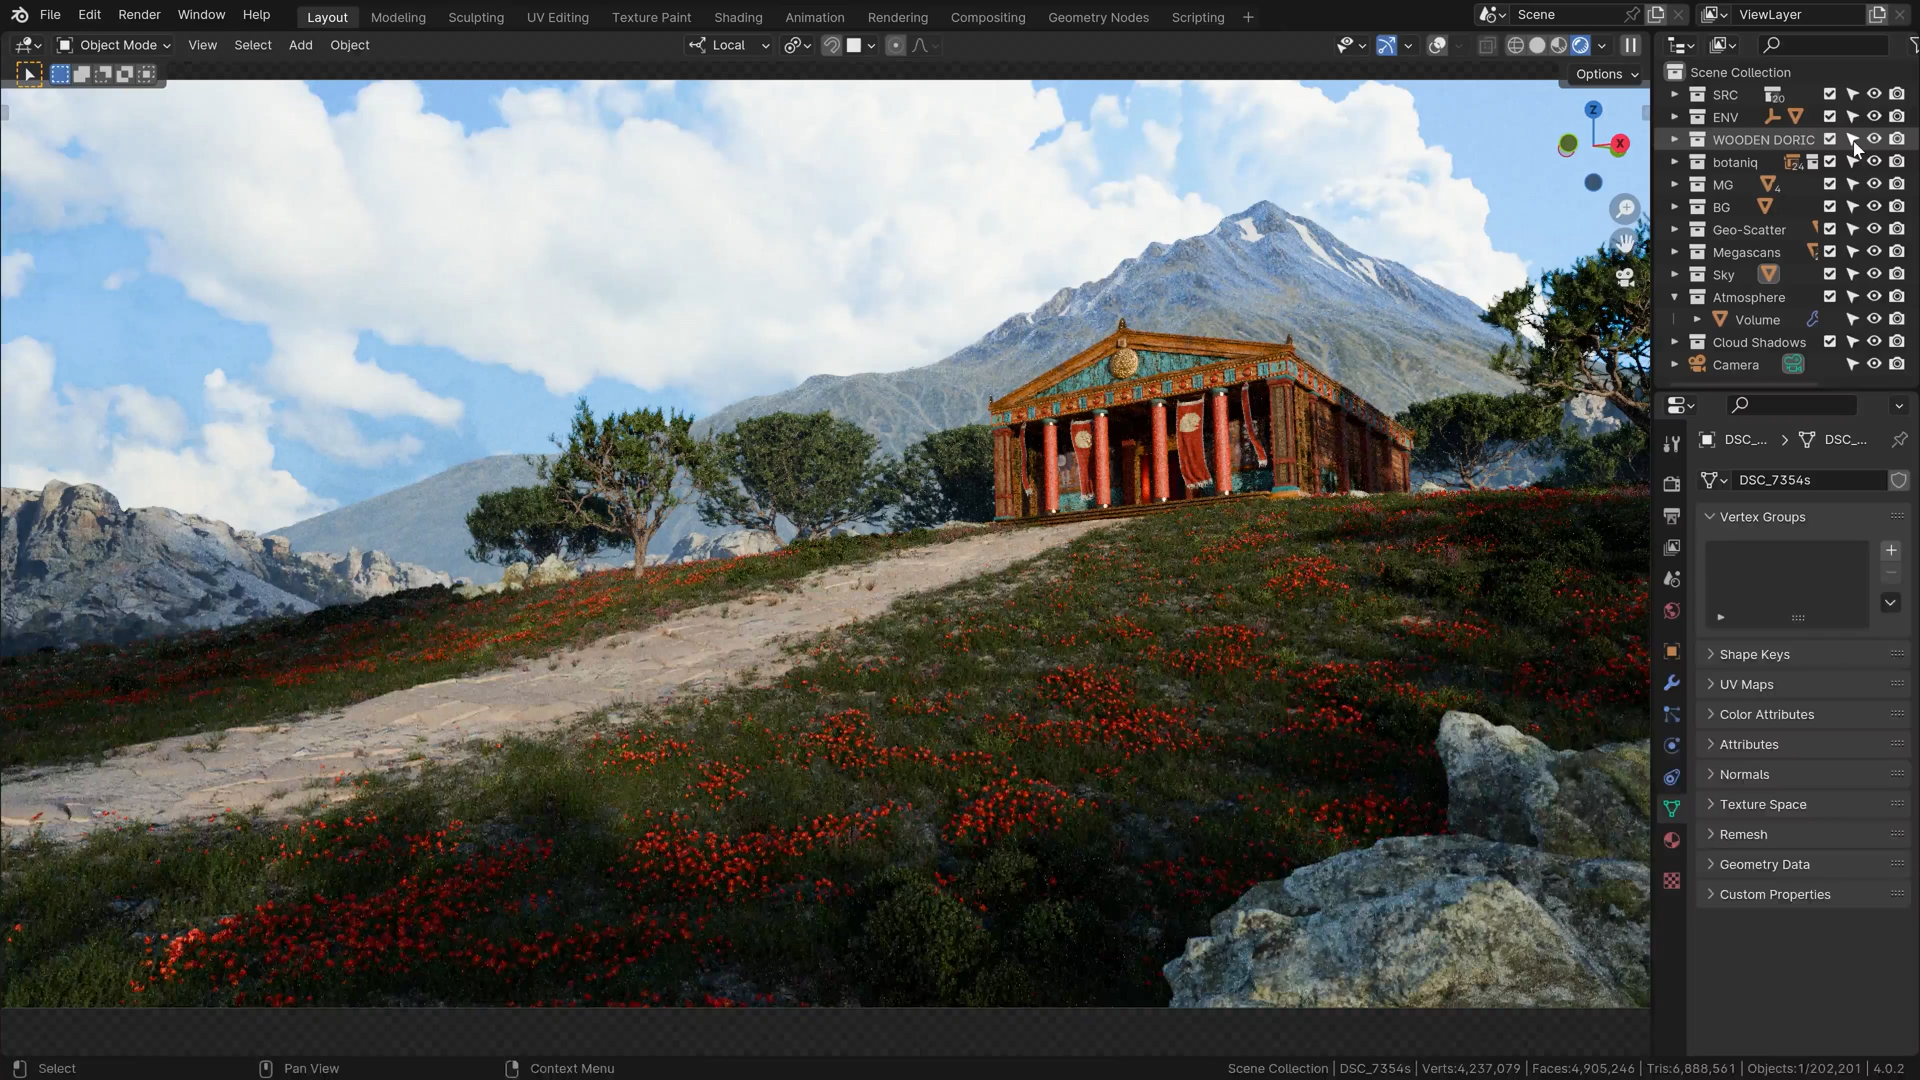 File Edit Render Window Help Layout Modeling Sculpting UV Editing Texture Paint Shading Animation Rendering Compositing Geometry Nodes Scripting + Scene ViewLayer
Object Mode View Select Add Object Local
Options
Z
X
Scene Collection
SRC 20
ENV
WOODEN DORIC
botaniq 24
MG 4
BG
Geo-Scatter
Megascans
Sky
Atmosphere
Volume
Cloud Shadows
Camera
DSC_... > DSC_...
DSC_7354s
Vertex Groups
Shape Keys
UV Maps
Color Attributes
Attributes
Normals
Texture Space
Remesh
Geometry Data
Custom Properties
Select Pan View Context Menu Scene Collection | DSC_7354s | Verts:4,237,079 | Faces:4,905,246 | Tris:6,888,561 | Objects:1/202,201 | 4.0.2